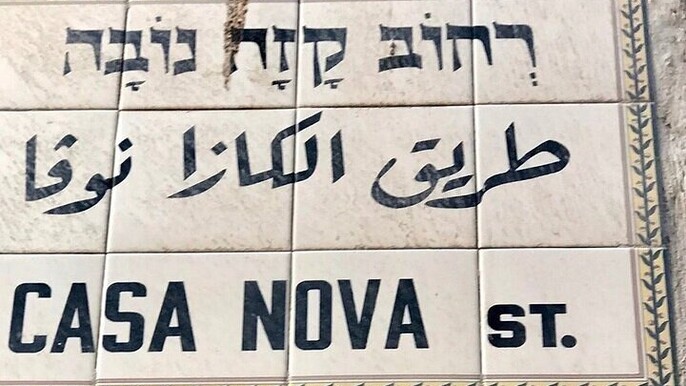 רְחוֹב קָזָה נוֹבָה
طريق الكازا نوفا
CASA NOVA ST.